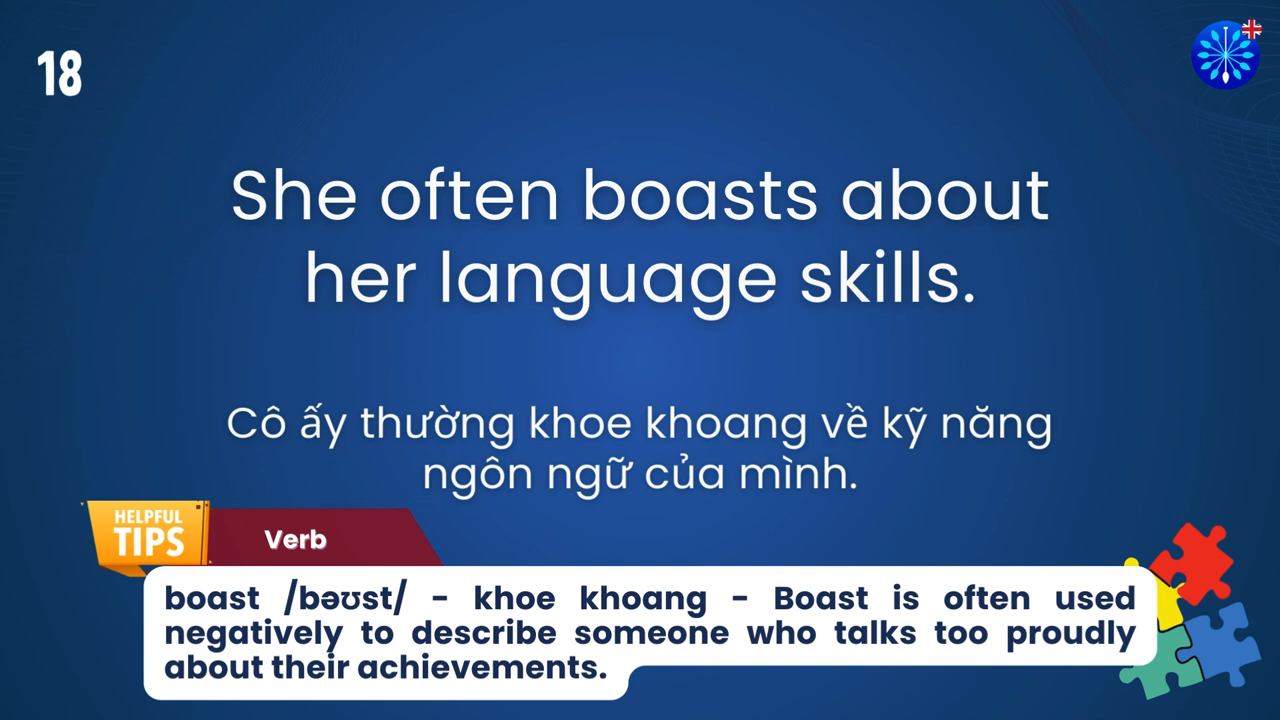 18
She often boasts about
her language skills.
Cô ấy thường khoe khoang về kỹ năng
ngôn ngữ của mình.
HELPFUL
TIPS
Verb
boast /bəʊst/ - khoe khoang - Boast is often used
negatively to describe someone who talks too proudly
about their achievements.